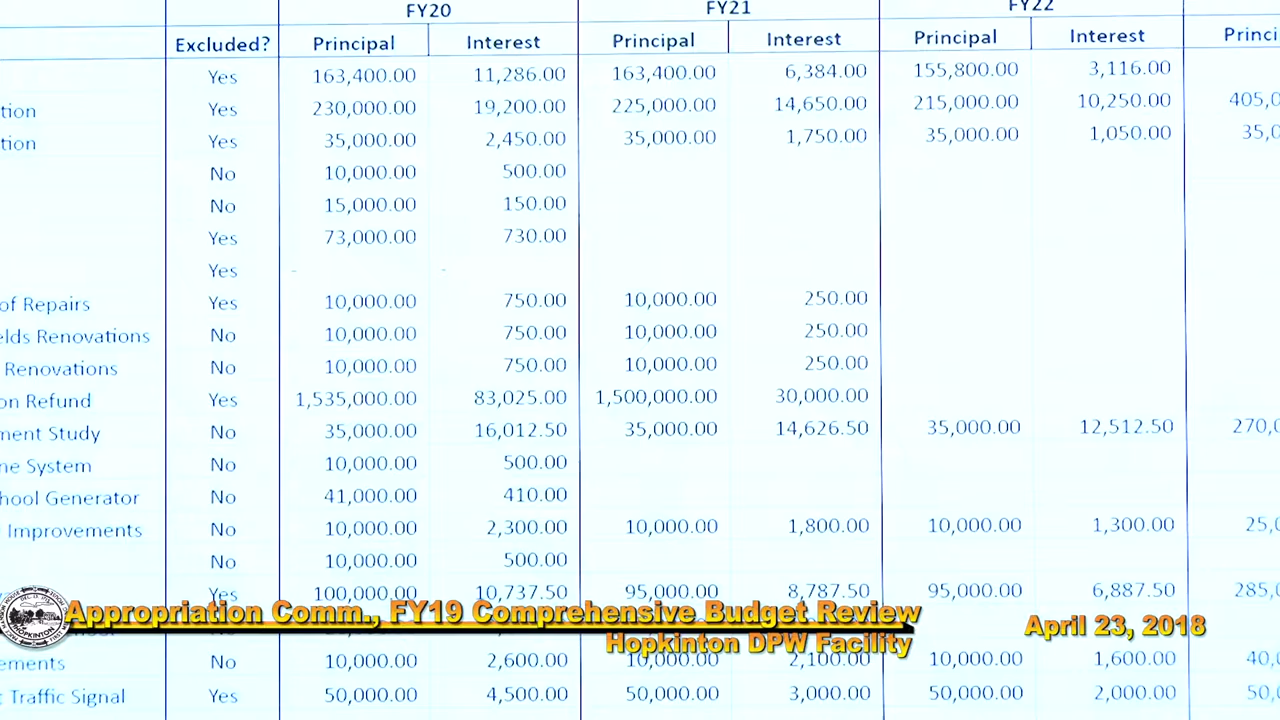 FY20 FY21 FY22
Excluded? Principal Interest Principal Interest Principal Interest Princi
Yes 163,400.00 11,286.00 163,400.00 6,384.00 155,800.00 3,116.00
tion Yes 230,000.00 19,200.00 225,000.00 14,650.00 215,000.00 10,250.00 405,0
tion Yes 35,000.00 2,450.00 35,000.00 1,750.00 35,000.00 1,050.00 35,0
No 10,000.00 500.00
No 15,000.00 150.00
Yes 73,000.00 730.00
Yes - -
of Repairs Yes 10,000.00 750.00 10,000.00 250.00
elds Renovations No 10,000.00 750.00 10,000.00 250.00
Renovations No 10,000.00 750.00 10,000.00 250.00
on Refund Yes 1,535,000.00 83,025.00 1,500,000.00 30,000.00
ment Study No 35,000.00 16,012.50 35,000.00 14,626.50 35,000.00 12,512.50 270,0
ne System No 10,000.00 500.00
hool Generator No 41,000.00 410.00
Improvements No 10,000.00 2,300.00 10,000.00 1,800.00 10,000.00 1,300.00 25,0
No 10,000.00 500.00
Yes 100,000.00 10,737.50 95,000.00 8,787.50 95,000.00 6,887.50 285,0
Appropriation Comm., FY19 Comprehensive Budget Review
Hopkinton DPW Facility
April 23, 2018
HOPKINTON
ements No 10,000.00 2,600.00 10,000.00 2,100.00 10,000.00 1,600.00 40,0
Traffic Signal Yes 50,000.00 4,500.00 50,000.00 3,000.00 50,000.00 2,000.00 50,0